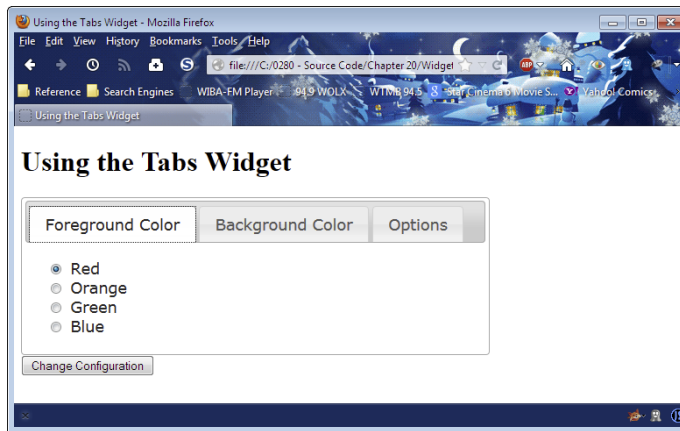 Using the Tabs Widget - Mozilla Firefox
File Edit View History Bookmarks Tools Help
file:///C:/0280 - Source Code/Chapter 20/Widget
ABP
Reference Search Engines WIBA-FM Player 94.9 WOLX WTMB 94.5 Star Cinema 6 Movie S... Yahoo! Comics
Using the Tabs Widget
Using the Tabs Widget
Foreground Color Background Color Options
Red
Orange
Green
Blue
Change Configuration